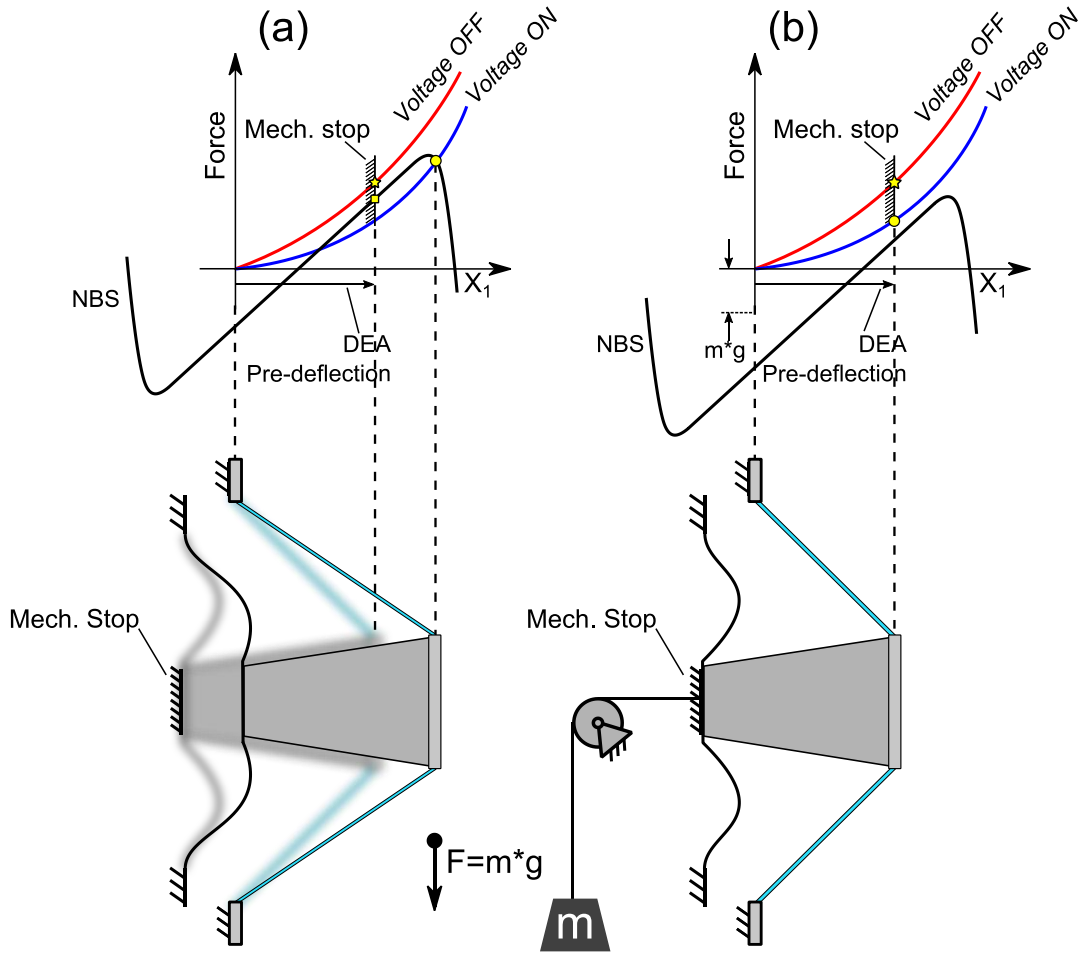 (a)
Voltage OFF
Voltage ON
Force
Mech. stop
X1
NBS
DEA
Pre-deflection
Mech. Stop
F=m*g
(b)
Voltage OFF
Voltage ON
Force
Mech. stop
X1
NBS
m*g
DEA
Pre-deflection
Mech. Stop
m